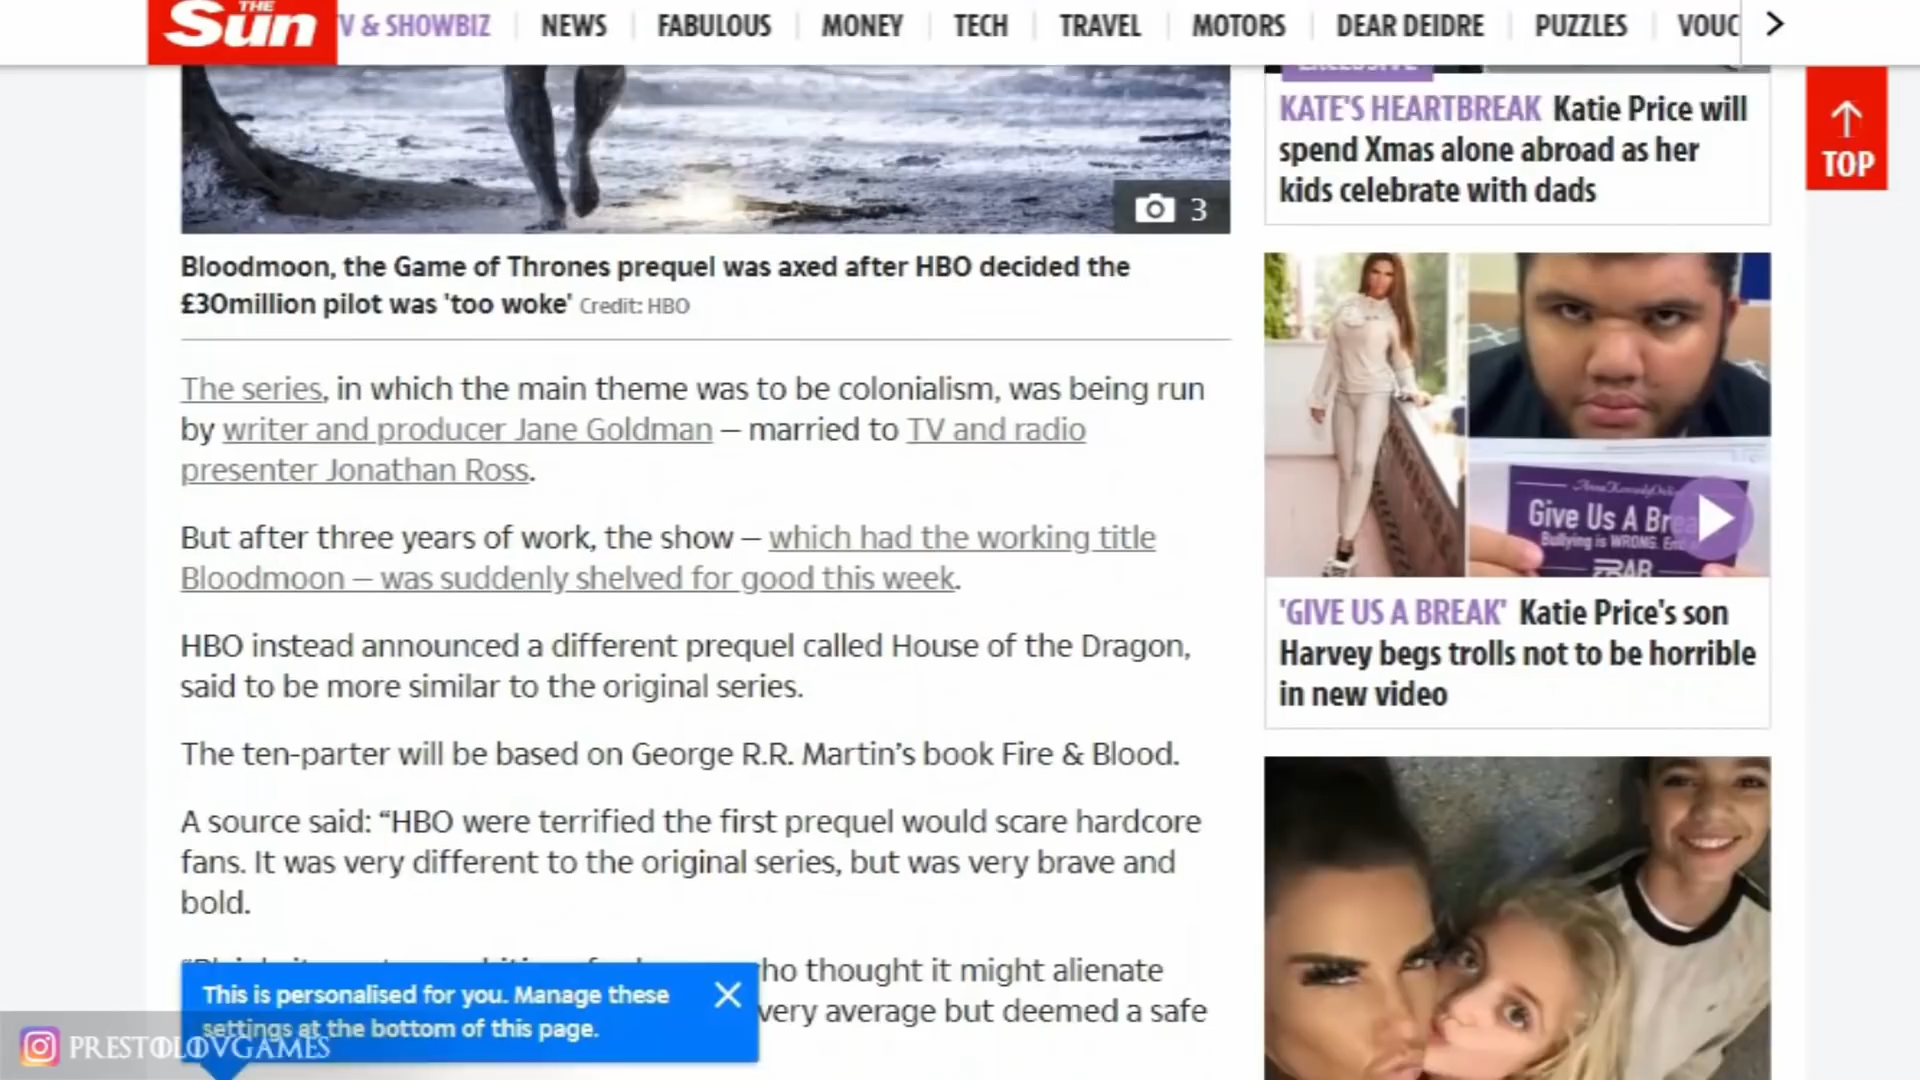 THE
Sun
V & SHOWBIZ
NEWS
FABULOUS
MONEY
TECH
TRAVEL
MOTORS
DEAR DEIDRE
PUZZLES
VOUC
TOP
3
Bloodmoon, the Game of Thrones prequel was axed after HBO decided the
£30million pilot was 'too woke' Credit: HBO
The series, in which the main theme was to be colonialism, was being run
by writer and producer Jane Goldman – married to TV and radio
presenter Jonathan Ross.
But after three years of work, the show – which had the working title
Bloodmoon – was suddenly shelved for good this week.
HBO instead announced a different prequel called House of the Dragon,
said to be more similar to the original series.
The ten-parter will be based on George R.R. Martin’s book Fire & Blood.
A source said: “HBO were terrified the first prequel would scare hardcore
fans. It was very different to the original series, but was very brave and
bold.
ho thought it might alienate
very average but deemed a safe
This is personalised for you. Manage these
settings at the bottom of this page.
PRESTOLOVGAMES
KATE'S HEARTBREAK Katie Price will
spend Xmas alone abroad as her
kids celebrate with dads
Give Us A Brea
Bullying is WRONG.
'GIVE US A BREAK' Katie Price's son
Harvey begs trolls not to be horrible
in new video